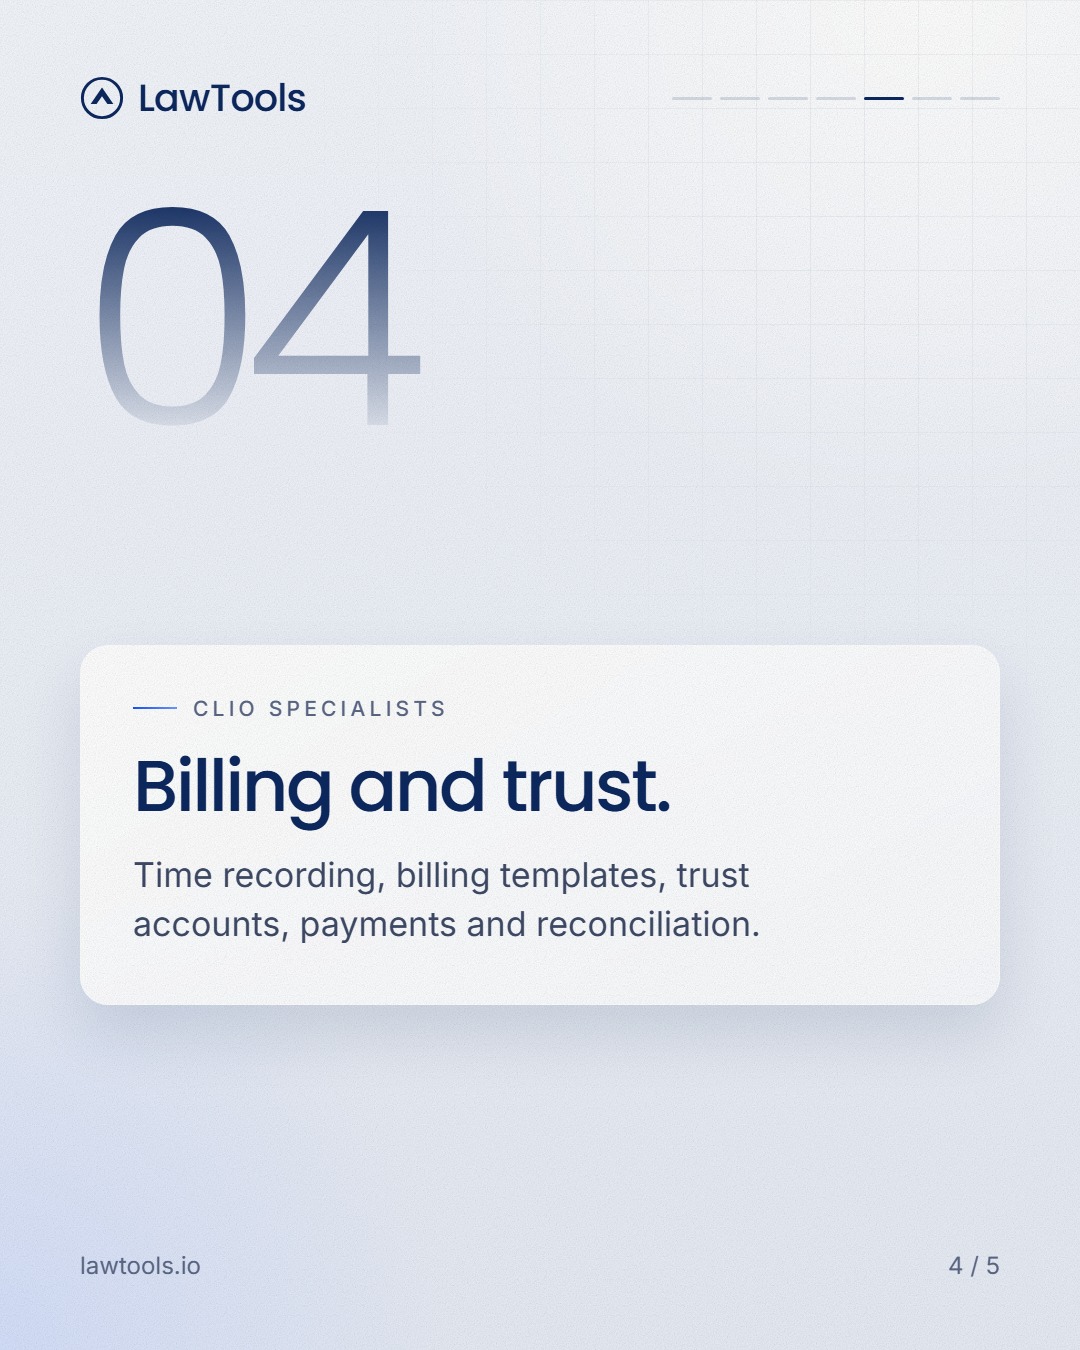 LawTools
04
CLIO SPECIALISTS
Billing and trust.
Time recording, billing templates, trust
accounts, payments and reconciliation.
lawtools.io
4 / 5